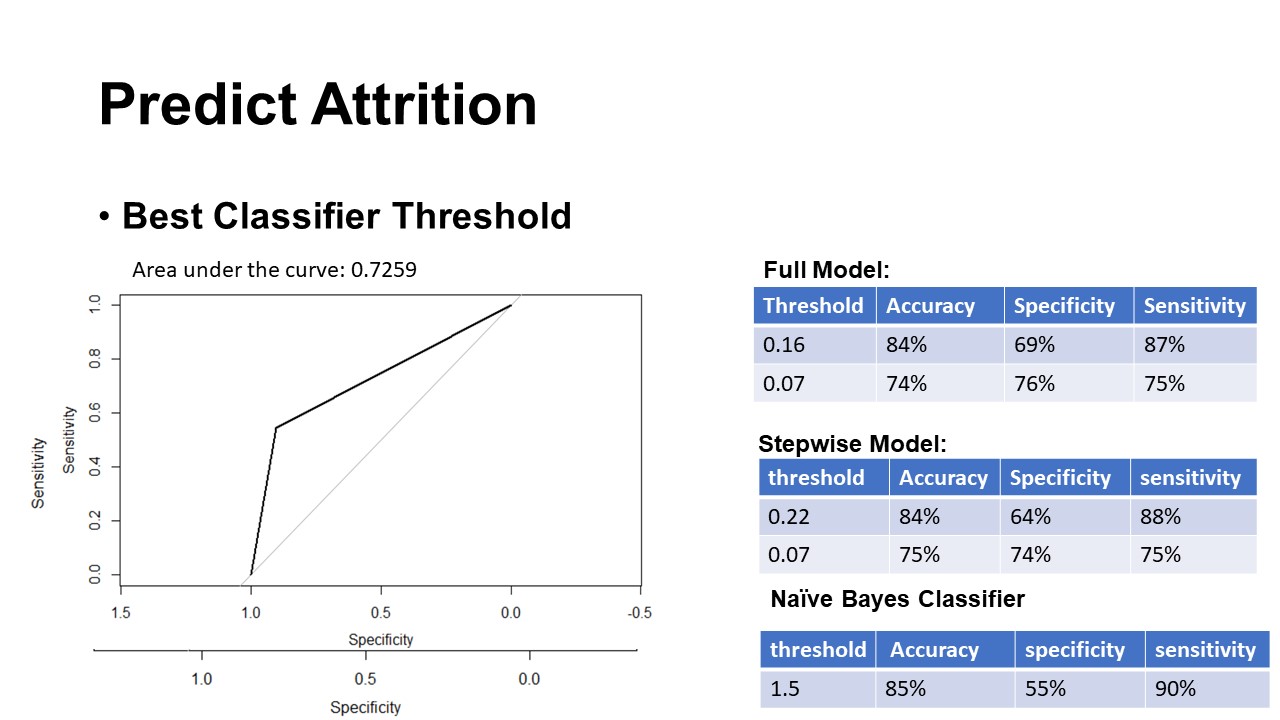 Predict Attrition
• Best Classifier Threshold
Area under the curve: 0.7259
Sensitivity
Sensitivity
1.0
0.8
0.6
0.4
0.2
0.0
1.5 1.0 0.5 0.0 -0.5
Specificity
1.0 0.5 0.0
Specificity
Full Model:
Threshold Accuracy Specificity Sensitivity
0.16 84% 69% 87%
0.07 74% 76% 75%
Stepwise Model:
threshold Accuracy Specificity sensitivity
0.22 84% 64% 88%
0.07 75% 74% 75%
Naïve Bayes Classifier
threshold Accuracy specificity sensitivity
1.5 85% 55% 90%